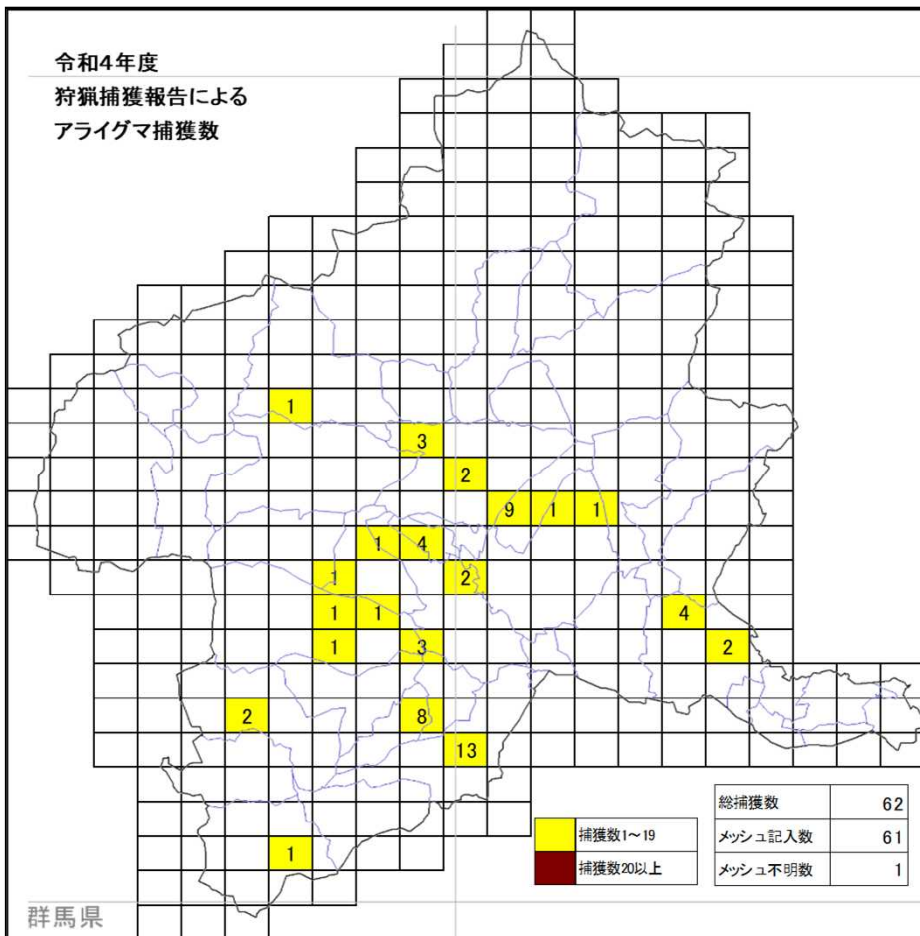 令和4年度
狩猟捕獲報告による
アライグマ捕獲数
1
3
2
9 1 1
1 4
1 2
1 1 4
1 3 2
2 8
13
1
捕獲数1～19
捕獲数20以上
総捕獲数 62
メッシュ記入数 61
メッシュ不明数 1
群馬県